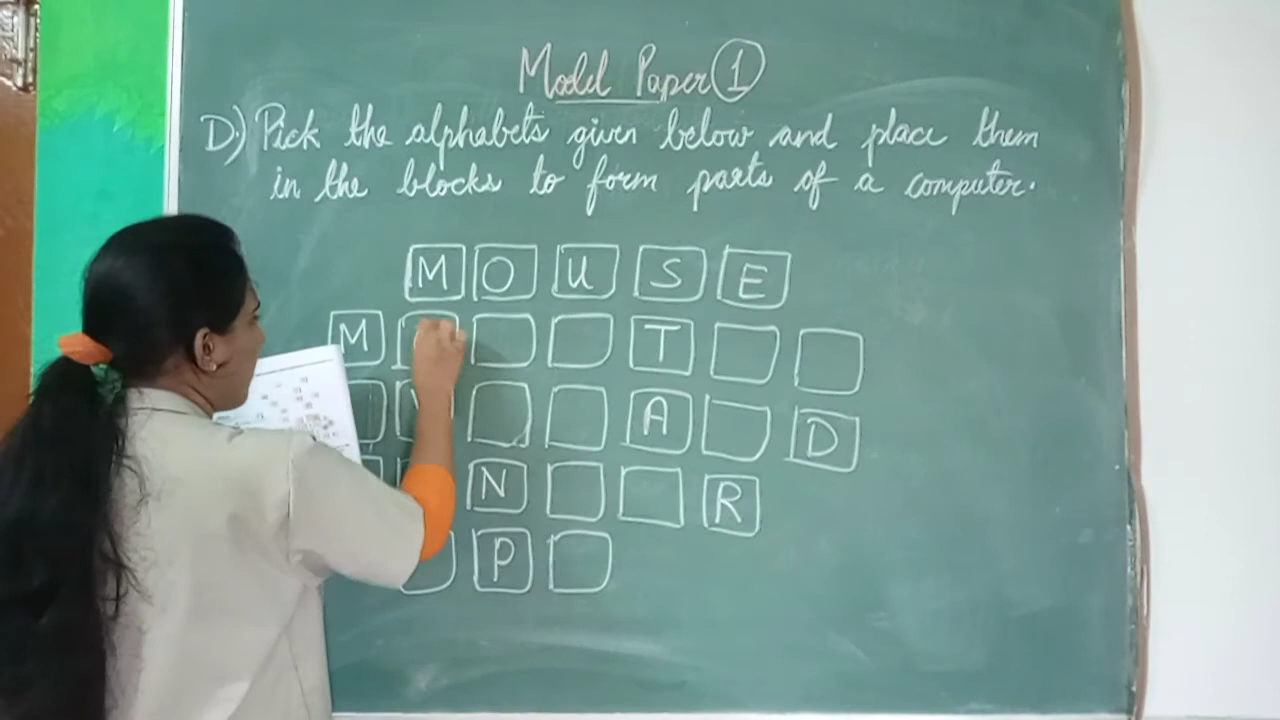 Model Paper 1
D.) Pick the alphabets given below and place them
in the blocks to form parts of a computer.
M O U S E
M T
A D
N R
P